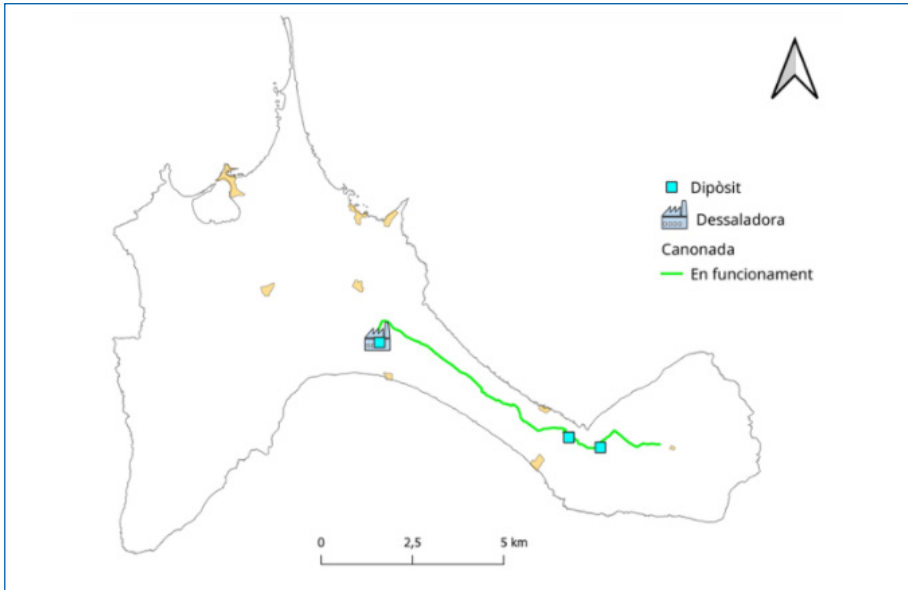 Dipòsit
Dessaladora
Canonada
En funcionament
0 2,5 5 km